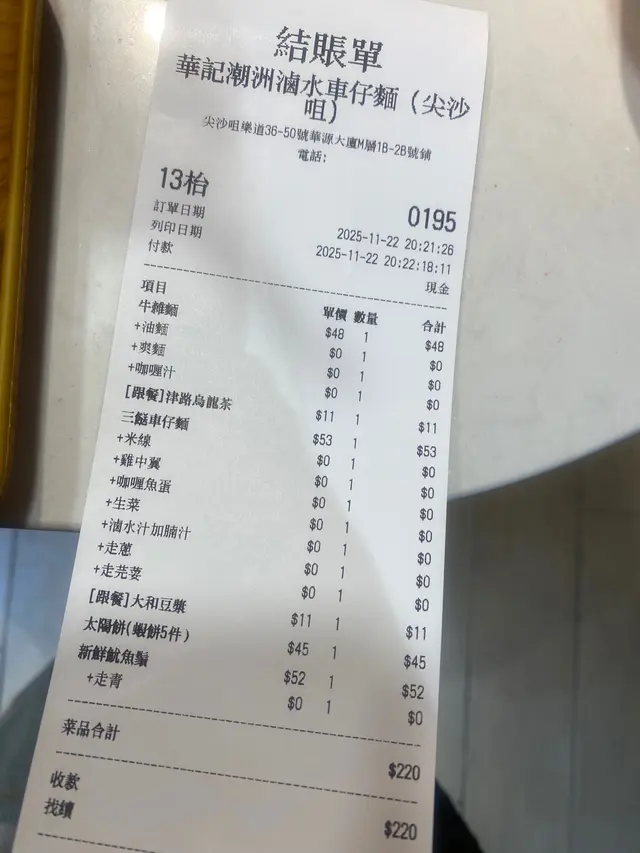 結賬單
華記潮洲滷水車仔麵（尖沙
咀）
尖沙咀樂道36-50號華源大廈M層1B-2B號鋪
電話:
13枱 0195
訂單日期 2025-11-22 20:21:26
列印日期 2025-11-22 20:22:18:11
付款 現金
項目 單價 數量 合計
牛雜麵 $48 1 $48
+油麵 $0 1 $0
+爽麵 $0 1 $0
+咖喱汁 $0 1 $0
[跟餐]津路烏龍茶 $11 1 $11
三餸車仔麵 $53 1 $53
+米線 $0 1 $0
+雞中翼 $0 1 $0
+咖喱魚蛋 $0 1 $0
+生菜 $0 1 $0
+滷水汁加腩汁 $0 1 $0
+走蔥 $0 1 $0
+走芫荽 $0 1 $0
[跟餐]大和豆漿 $11 1 $11
太陽餅(蝦餅5件) $45 1 $45
新鮮魷魚鬚 $52 1 $52
+走青 $0 1 $0
菜品合計 $220
收款 $220
找續